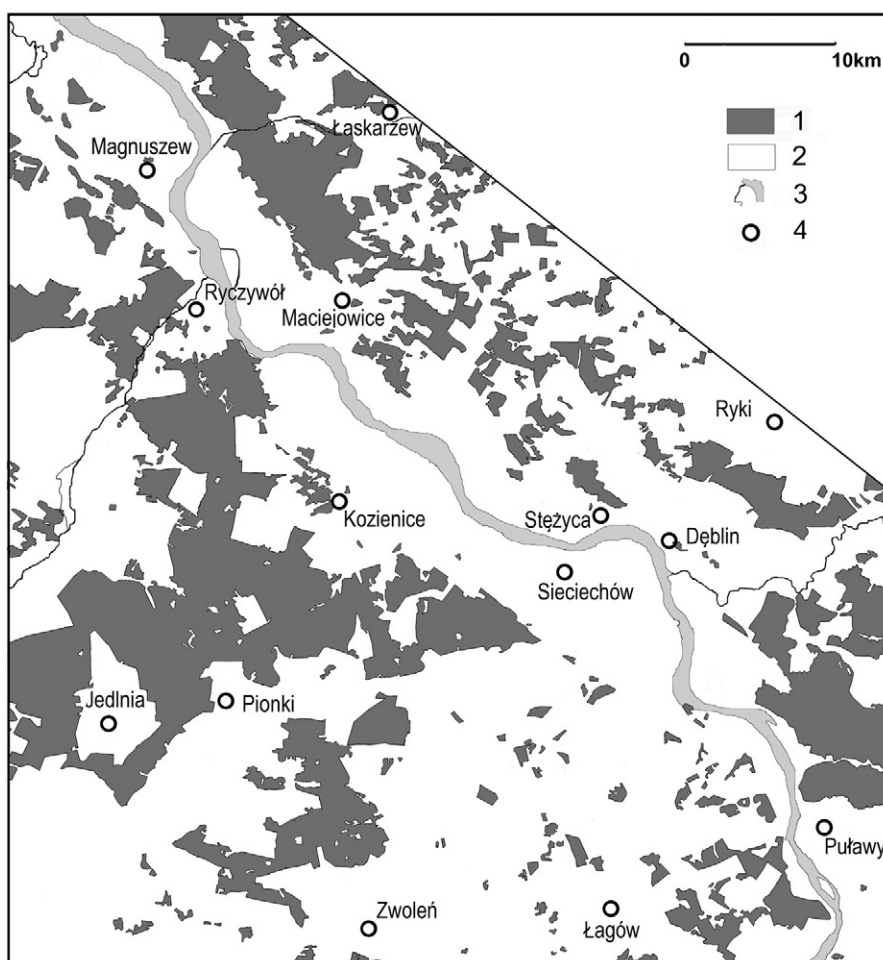 0 10km
1
Łaskarzew
2
Magnuszew
3
4
Ryczywół
Maciejowice
Ryki
Kozienice
Stężyca
Dęblin
Sieciechów
Jedlnia
Pionki
Puławy
Zwoleń
Łagów